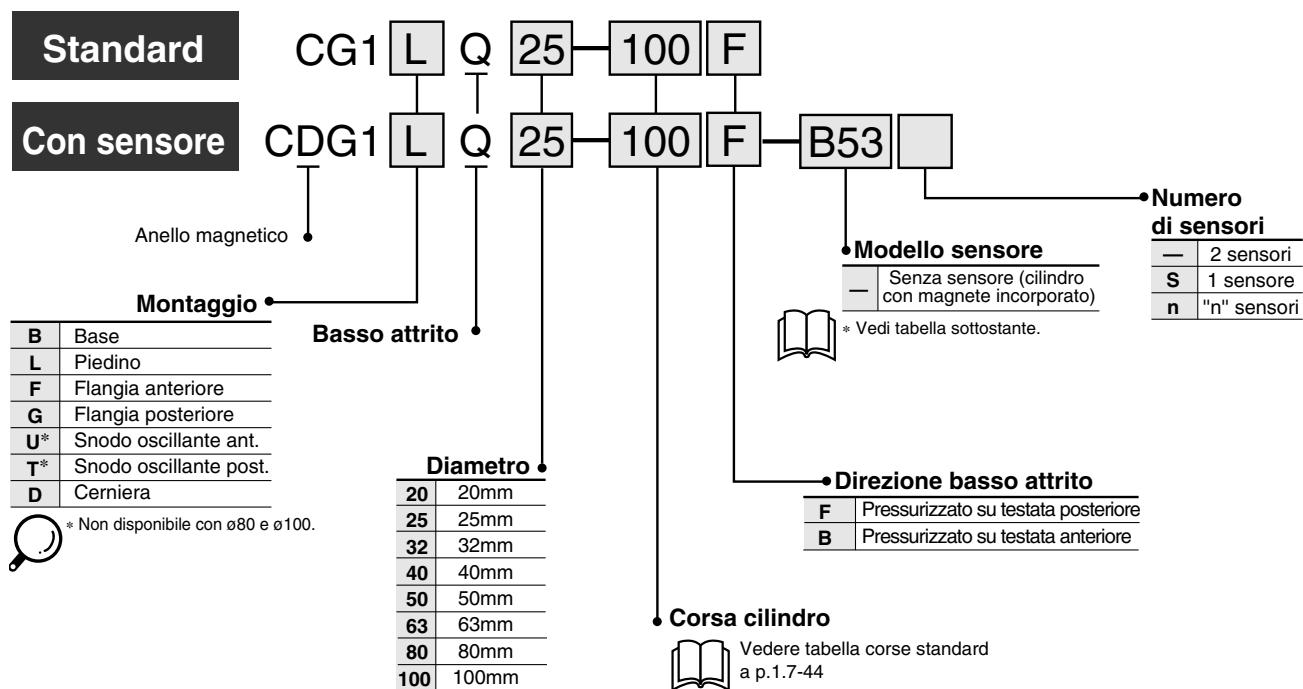 Standard CG1 L Q 25 — 100 F
Con sensore CDG1 L Q 25 — 100 F — B53
Anello magnetico
Montaggio
B Base
L Piedino
F Flangia anteriore
G Flangia posteriore
U* Snodo oscillante ant.
T* Snodo oscillante post.
D Cerniera
* Non disponibile con ø80 e ø100.
Basso attrito
Diametro
20 20mm
25 25mm
32 32mm
40 40mm
50 50mm
63 63mm
80 80mm
100 100mm
Corsa cilindro
Vedere tabella corse standard
a p.1.7-44
Direzione basso attrito
F Pressurizzato su testata posteriore
B Pressurizzato su testata anteriore
Modello sensore
— Senza sensore (cilindro
con magnete incorporato)
* Vedi tabella sottostante.
Numero
di sensori
— 2 sensori
S 1 sensore
n "n" sensori